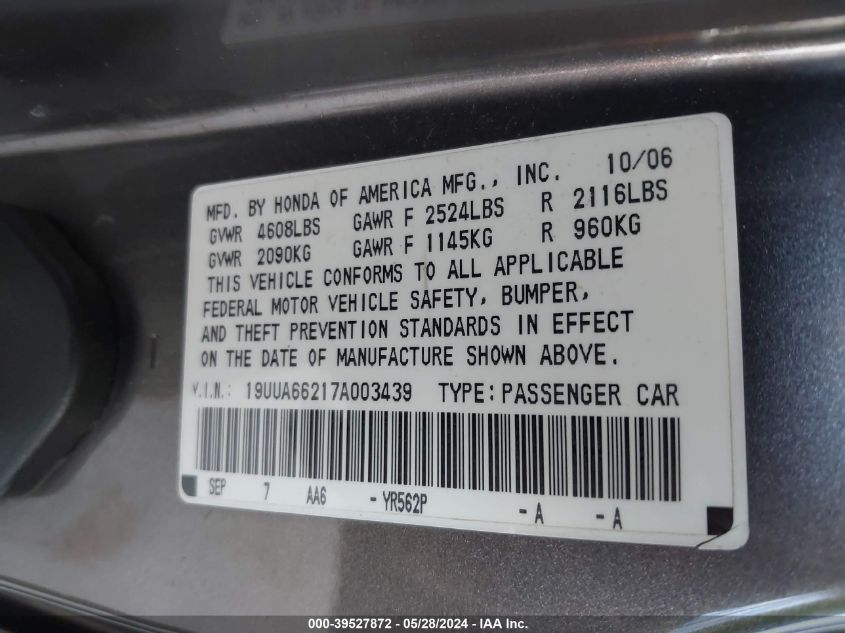 MFD. BY HONDA OF AMERICA MFG., INC. 10/06
GVWR 4608LBS GAWR F 2524LBS R 2116LBS
GVWR 2090KG GAWR F 1145KG R 960KG
THIS VEHICLE CONFORMS TO ALL APPLICABLE
FEDERAL MOTOR VEHICLE SAFETY, BUMPER,
AND THEFT PREVENTION STANDARDS IN EFFECT
ON THE DATE OF MANUFACTURE SHOWN ABOVE.
V.I.N.: 19UUA66217A003439 TYPE: PASSENGER CAR
SEP 7 AA6 - YR562P - A - A
000-39527872 - 05/28/2024 - IAA Inc.